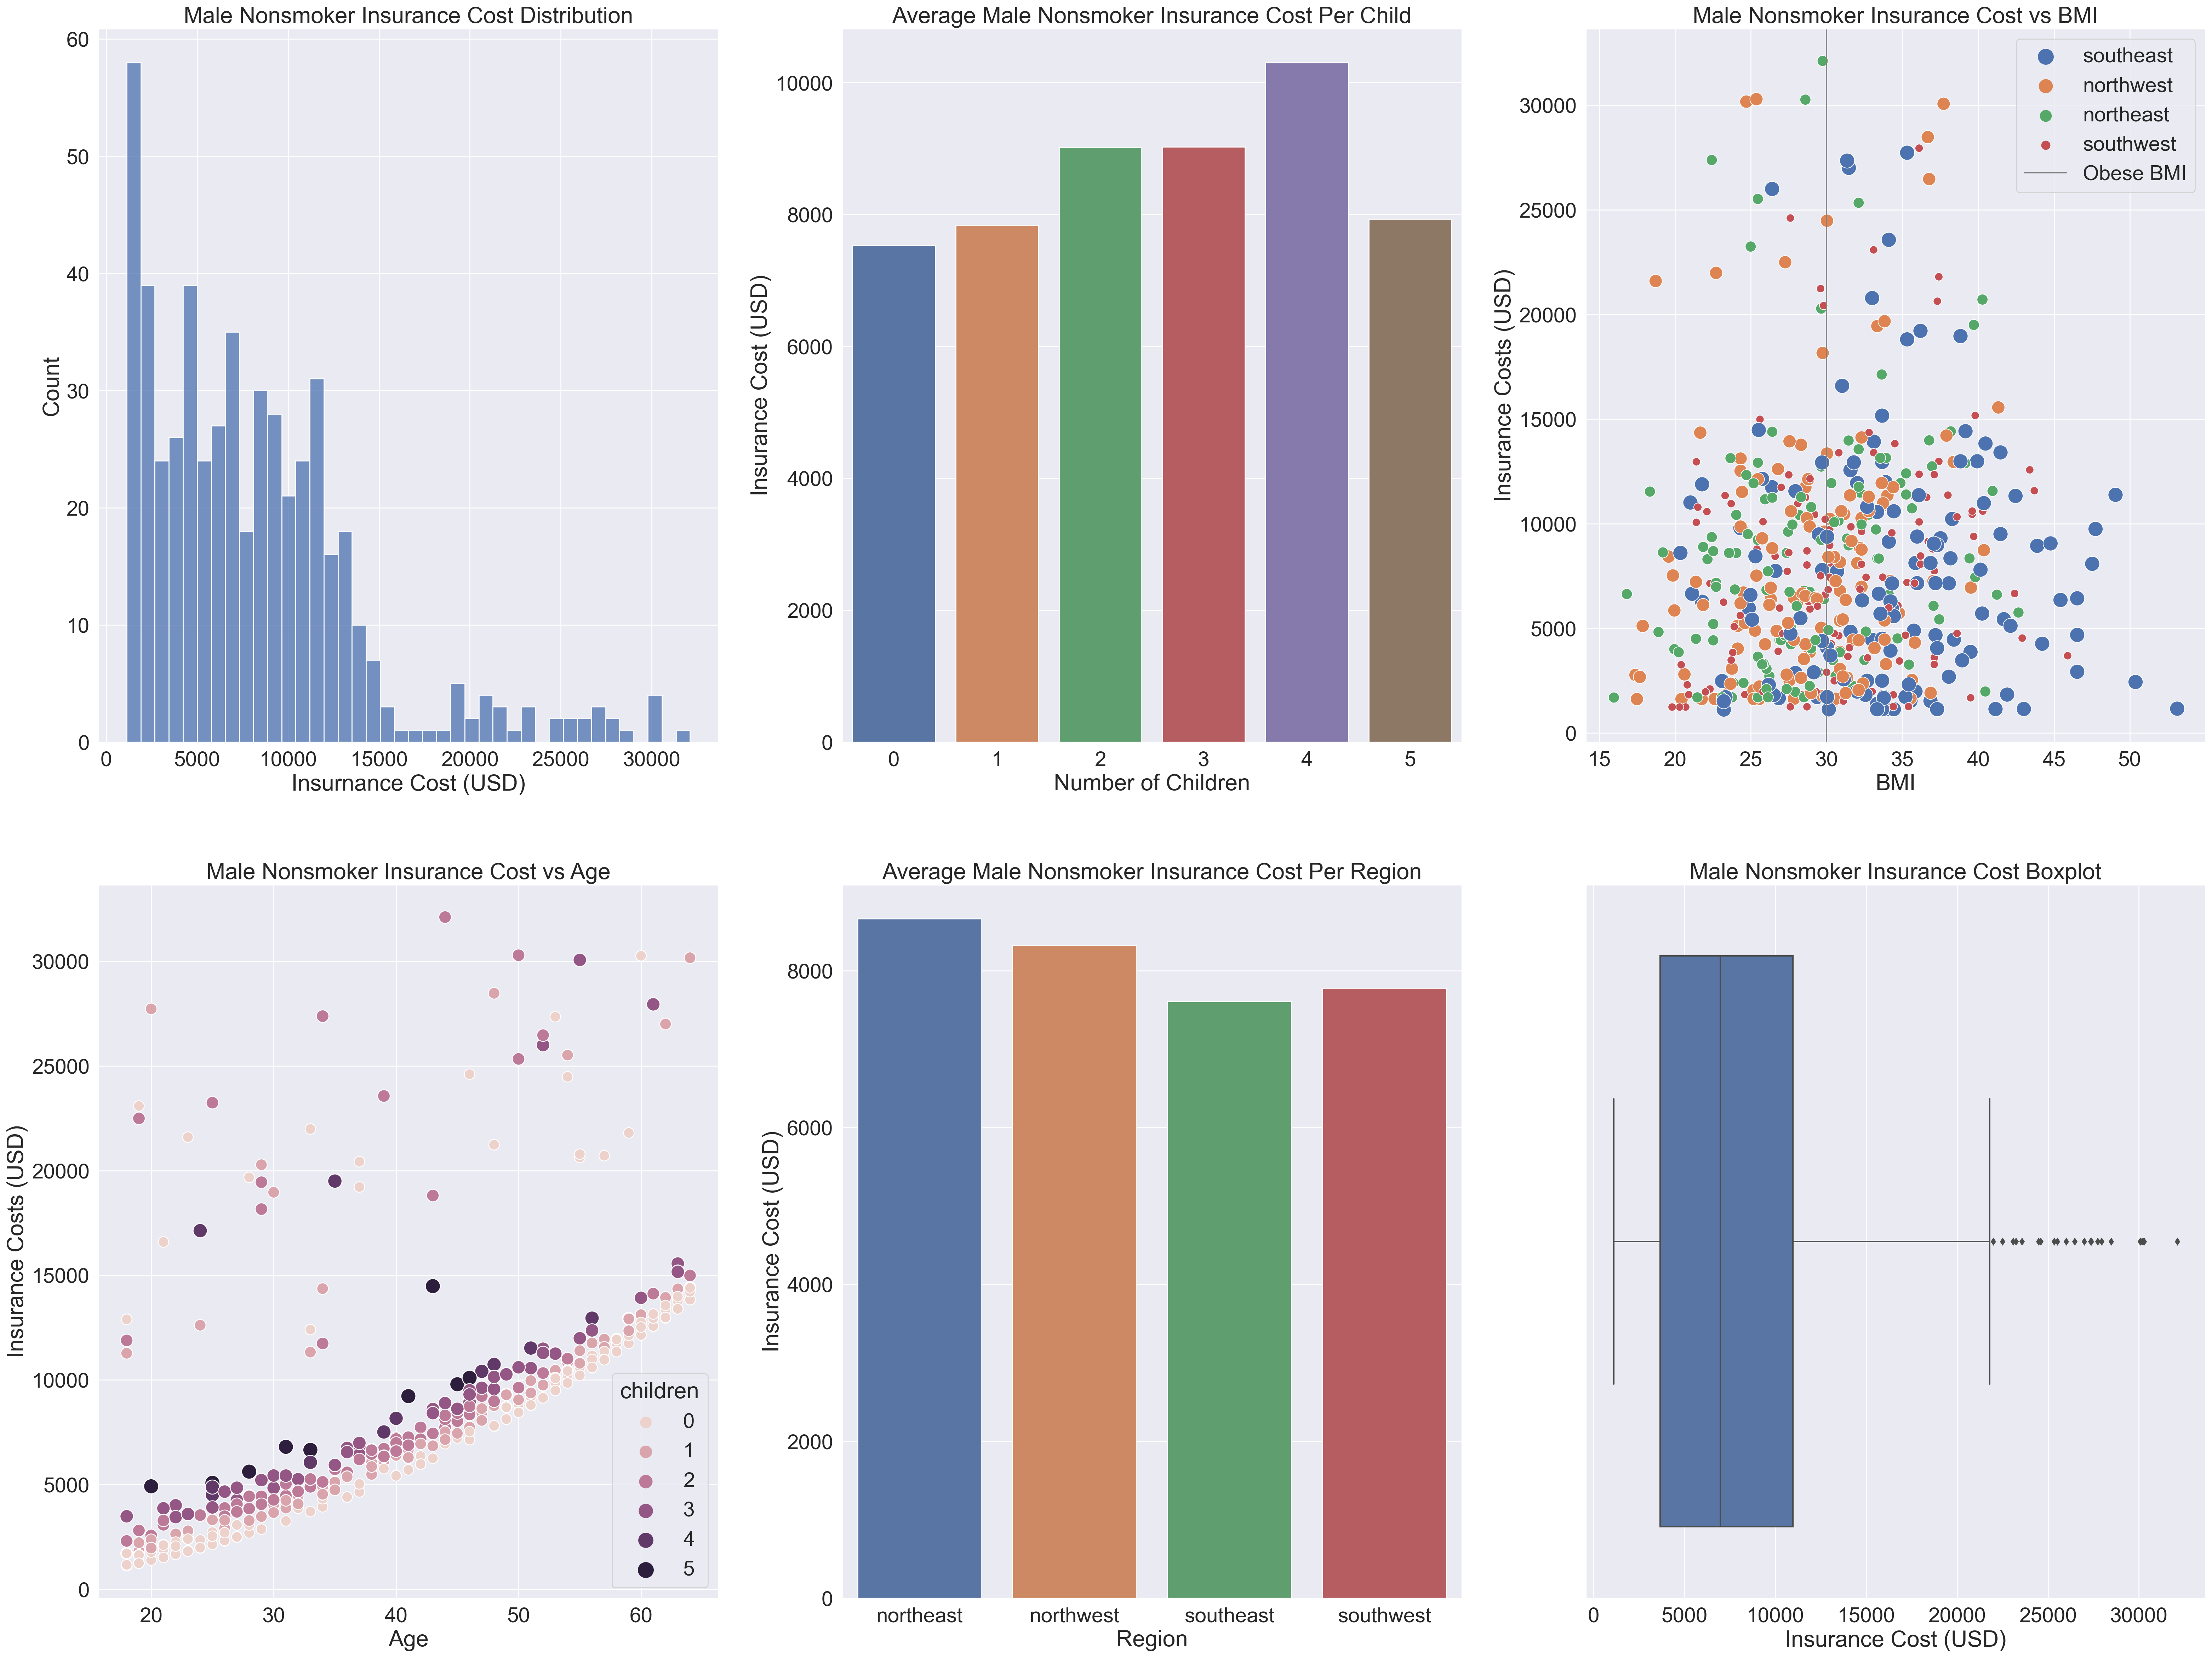 Male Nonsmoker Insurance Cost Distribution
60
50
40
30
20
10
0
Count
0 5000 10000 15000 20000 25000 30000
Insurnance Cost (USD)
Average Male Nonsmoker Insurance Cost Per Child
10000
8000
6000
4000
2000
0
Insurance Cost (USD)
0 1 2 3 4 5
Number of Children
Male Nonsmoker Insurance Cost vs BMI
30000
25000
20000
15000
10000
5000
0
Insurance Costs (USD)
southeast
northwest
northeast
southwest
Obese BMI
15 20 25 30 35 40 45 50
BMI
Male Nonsmoker Insurance Cost vs Age
30000
25000
20000
15000
10000
5000
0
Insurance Costs (USD)
children
0
1
2
3
4
5
20 30 40 50 60
Age
Average Male Nonsmoker Insurance Cost Per Region
8000
6000
4000
2000
0
Insurance Cost (USD)
northeast northwest southeast southwest
Region
Male Nonsmoker Insurance Cost Boxplot
0 5000 10000 15000 20000 25000 30000
Insurance Cost (USD)